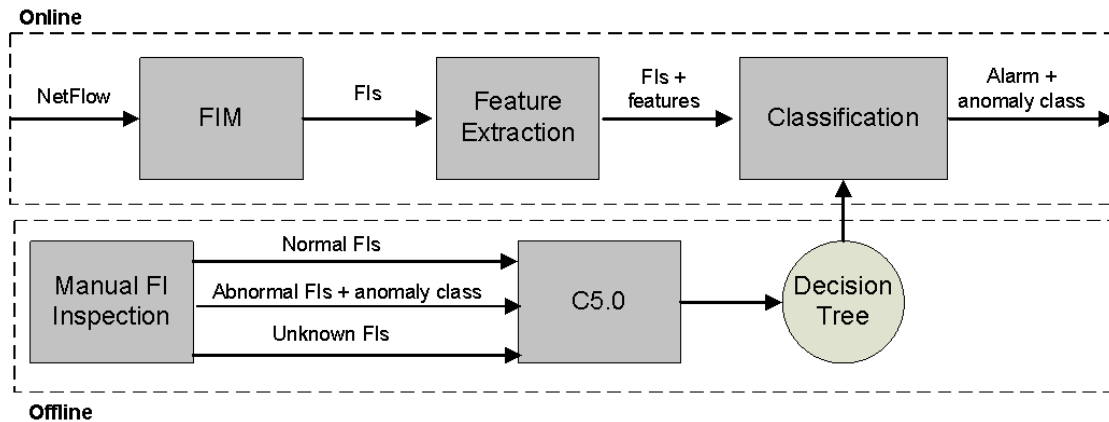 Online
NetFlow
FIM
FIs
Feature
Extraction
FIs +
features
Classification
Alarm +
anomaly class
Manual FI
Inspection
Normal FIs
Abnormal FIs + anomaly class
Unknown FIs
C5.0
Decision
Tree
Offline